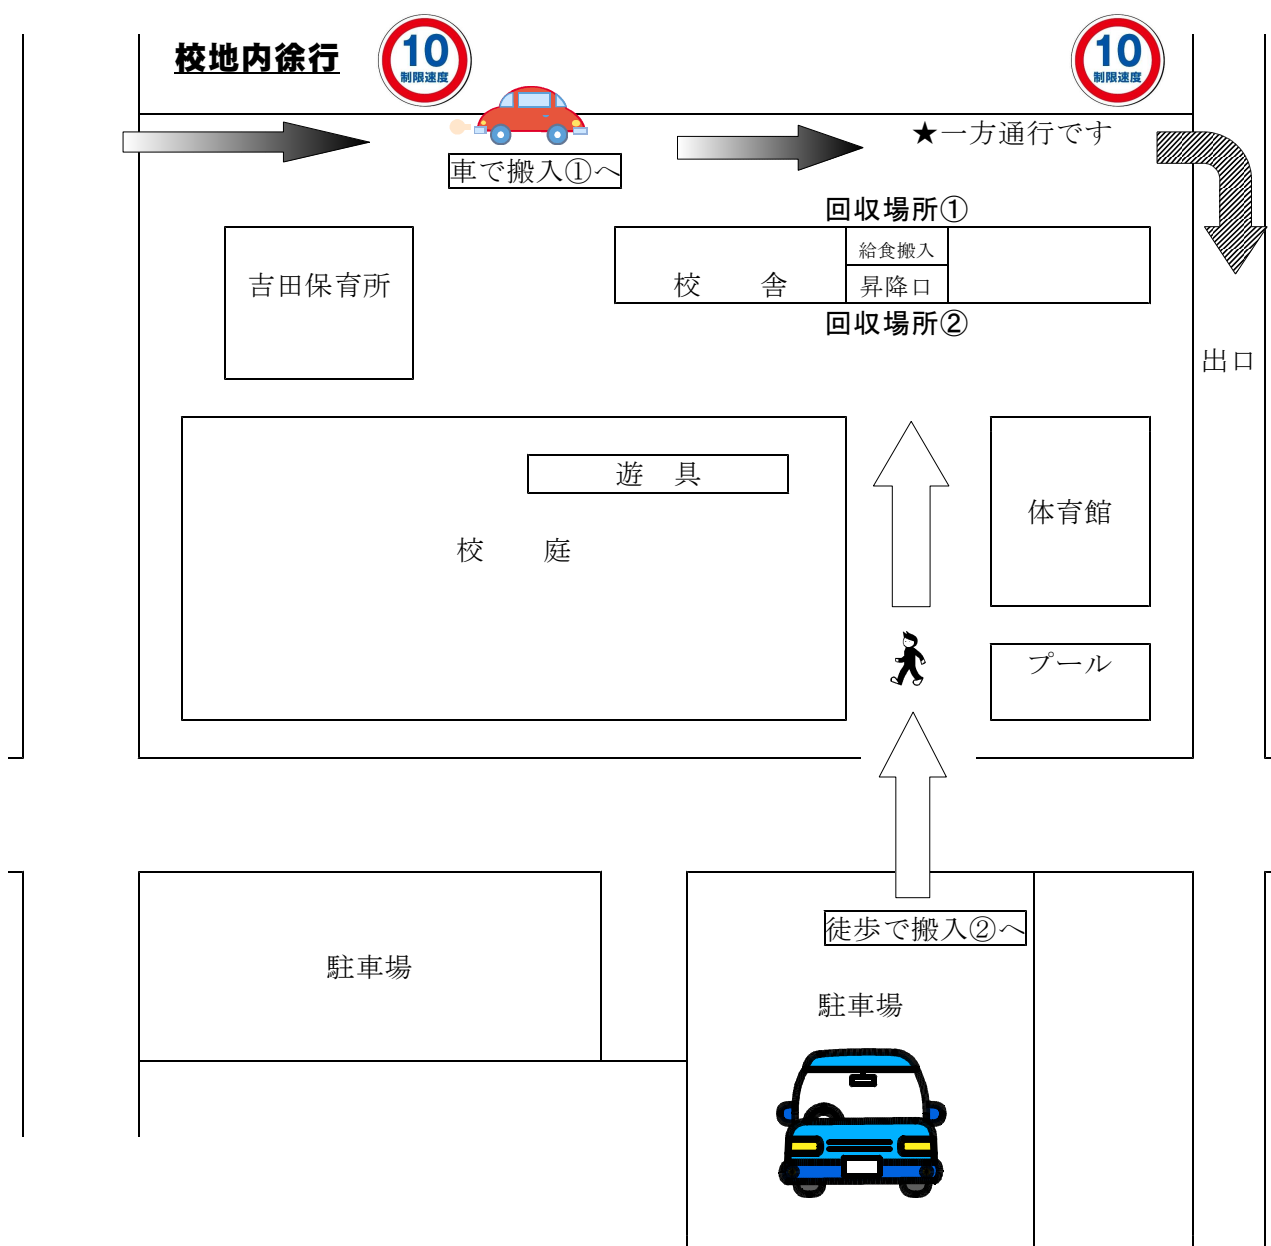 校地内徐行
10
制限速度
10
制限速度
★一方通行です
車で搬入①へ
回収場所①
給食搬入
吉田保育所
校　　舎
昇降口
回収場所②
出口
遊　具
体育館
校　　庭
プール
徒歩で搬入②へ
駐車場
駐車場